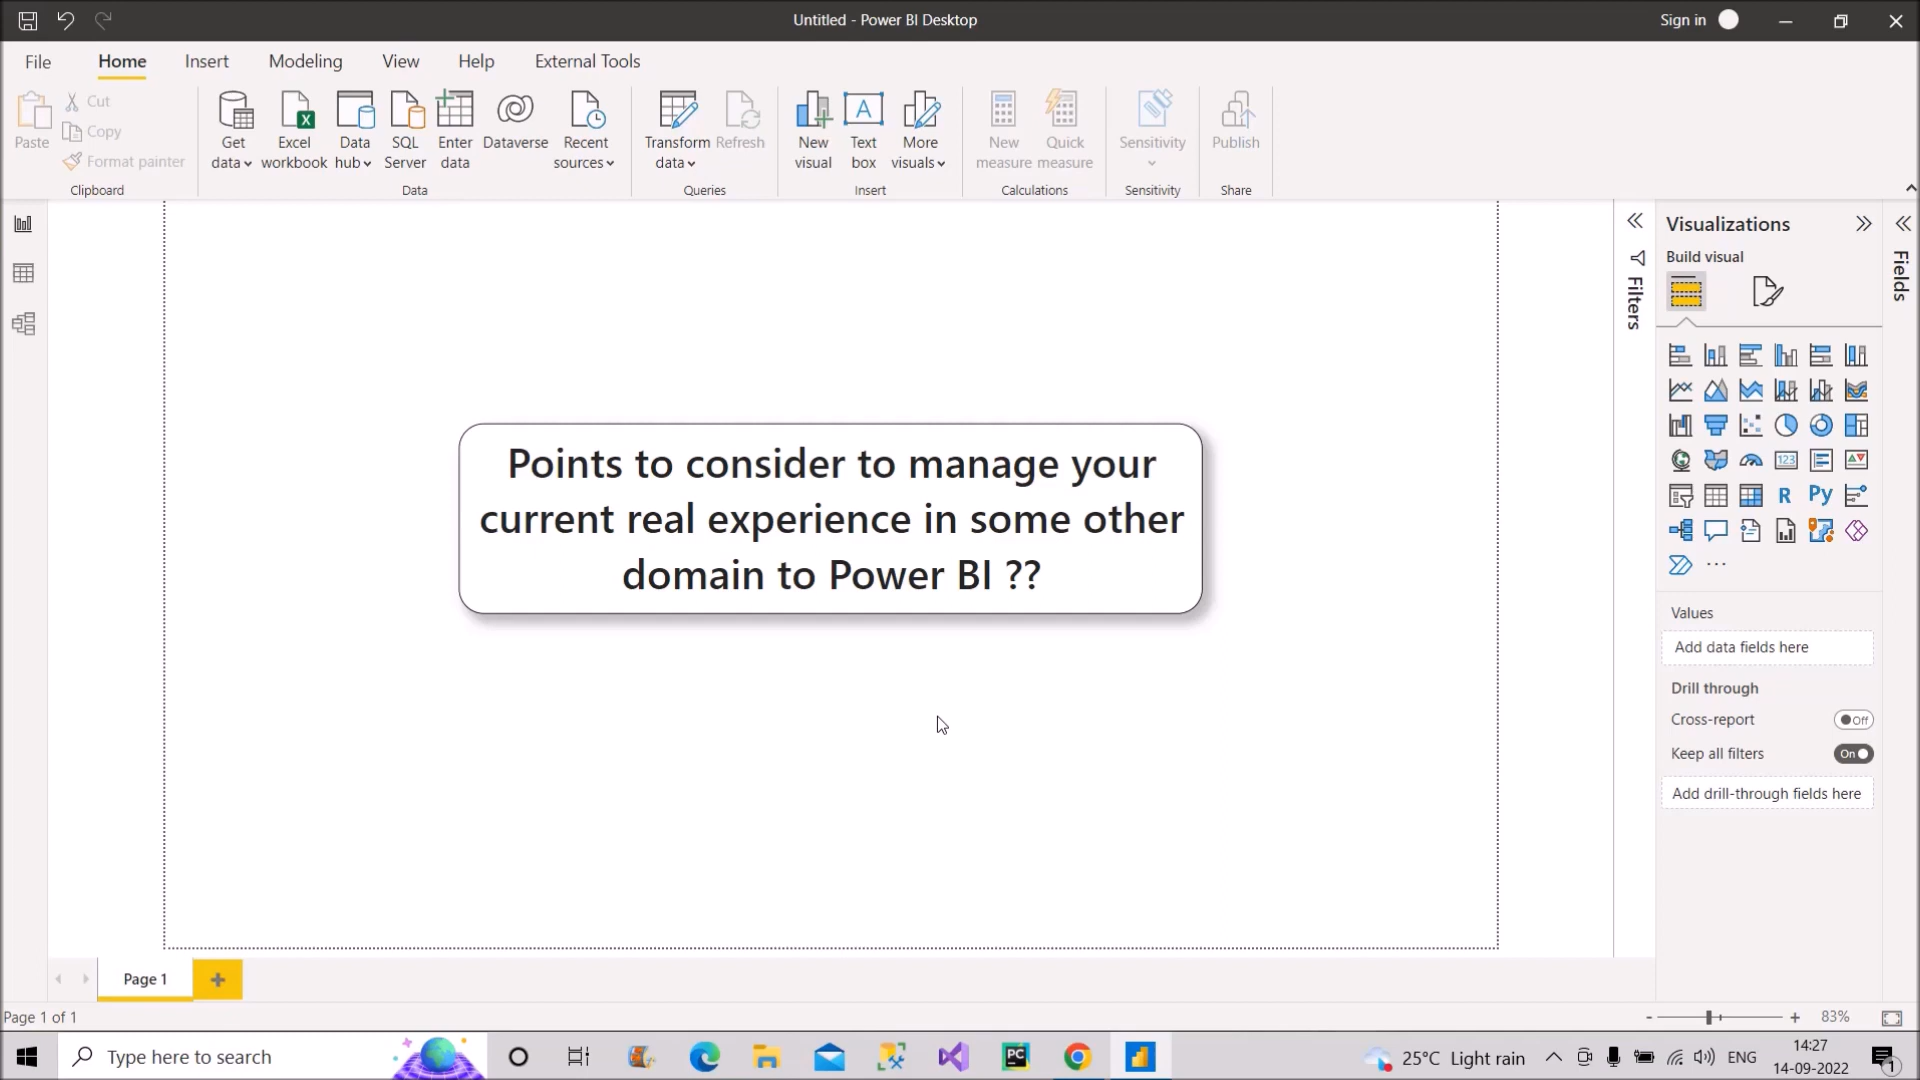 Untitled - Power BI Desktop
Sign in
File
Home
Insert
Modeling
View
Help
External Tools
Paste
Cut
Copy
Format painter
Clipboard
Get
data
Excel
workbook
Data
hub
SQL
Server
Enter
data
Dataverse
Recent
sources
Data
Transform
data
Refresh
Queries
New
visual
Text
box
More
visuals
Insert
New
measure
Quick
measure
Calculations
Sensitivity
Sensitivity
Publish
Share
Points to consider to manage your
current real experience in some other
domain to Power BI ??
Filters
Visualizations
Build visual
123
R
Py
...
Values
Add data fields here
Drill through
Cross-report
Off
Keep all filters
On
Add drill-through fields here
Fields
Page 1
Page 1 of 1
- + 83%
Type here to search
PC
25°C Light rain
ENG
14:27
14-09-2022
1